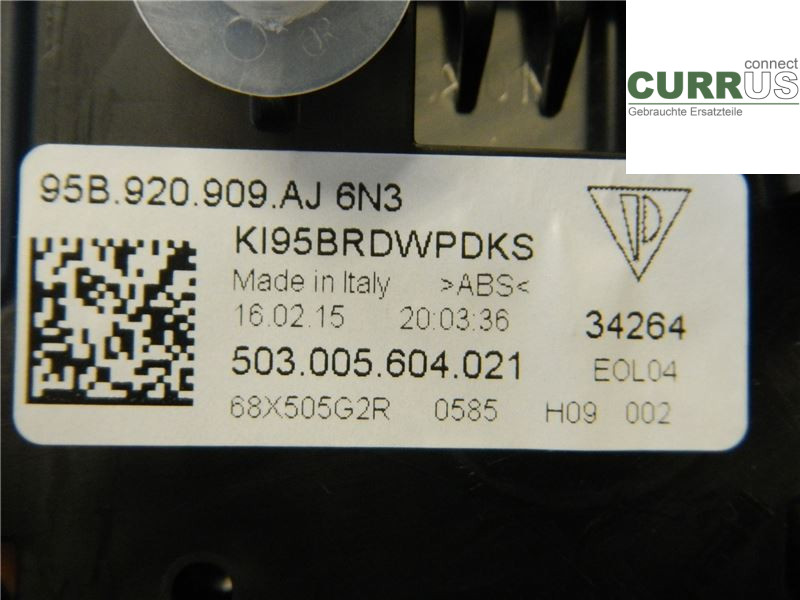 connect
CURRUS
Gebrauchte Ersatzteile
95B.920.909.AJ 6N3
KI95BRDWPDKS
Made in Italy >ABS<
16.02.15 20:03:36 34264
503.005.604.021 EOL04
68X505G2R 0585 H09 002